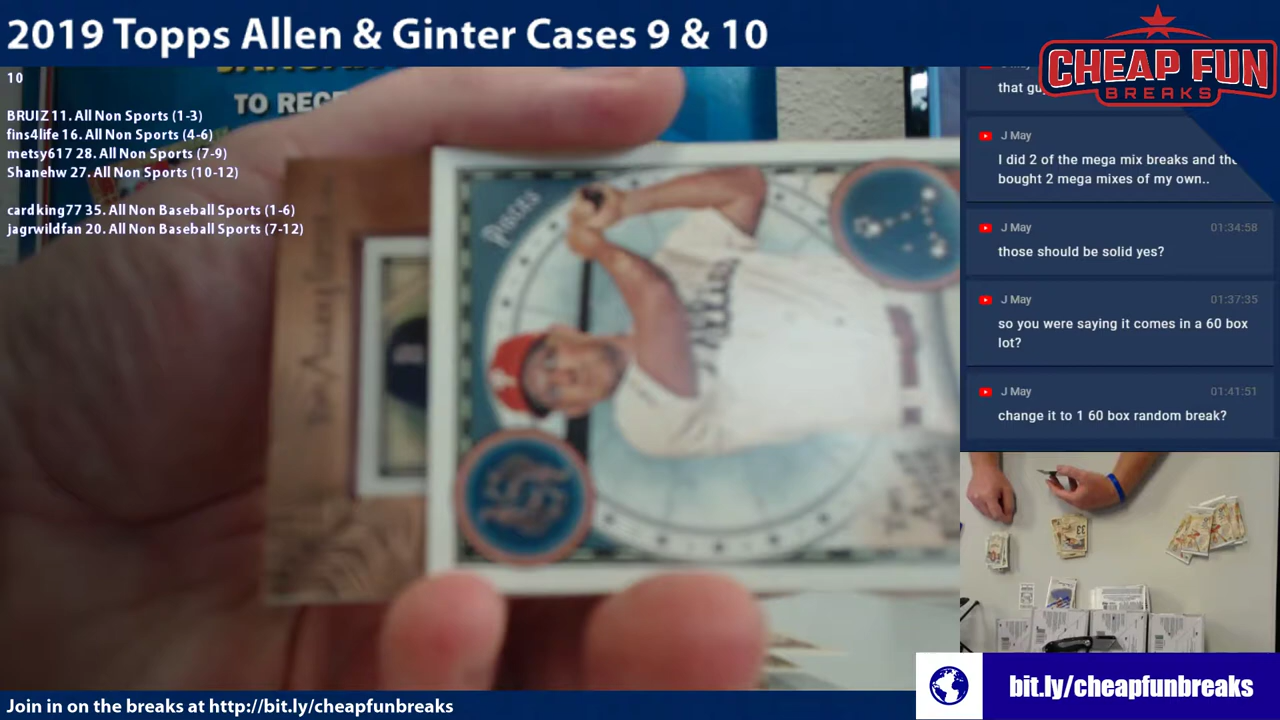 2019 Topps Allen & Ginter Cases 9 & 10
CHEAP FUN
BREAKS
10
BRUIZ 11. All Non Sports (1-3)
fins4life 16. All Non Sports (4-6)
metsy617 28. All Non Sports (7-9)
Shanehw 27. All Non Sports (10-12)
cardking77 35. All Non Baseball Sports (1-6)
jagrwildfan 20. All Non Baseball Sports (7-12)
TO REC
Pisces
Phillies
that gu
J May
I did 2 of the mega mix breaks and the
bought 2 mega mixes of my own..
J May 01:34:58
those should be solid yes?
J May 01:37:35
so you were saying it comes in a 60 box
lot?
J May 01:41:51
change it to 1 60 box random break?
33
bit.ly/cheapfunbreaks
Join in on the breaks at http://bit.ly/cheapfunbreaks